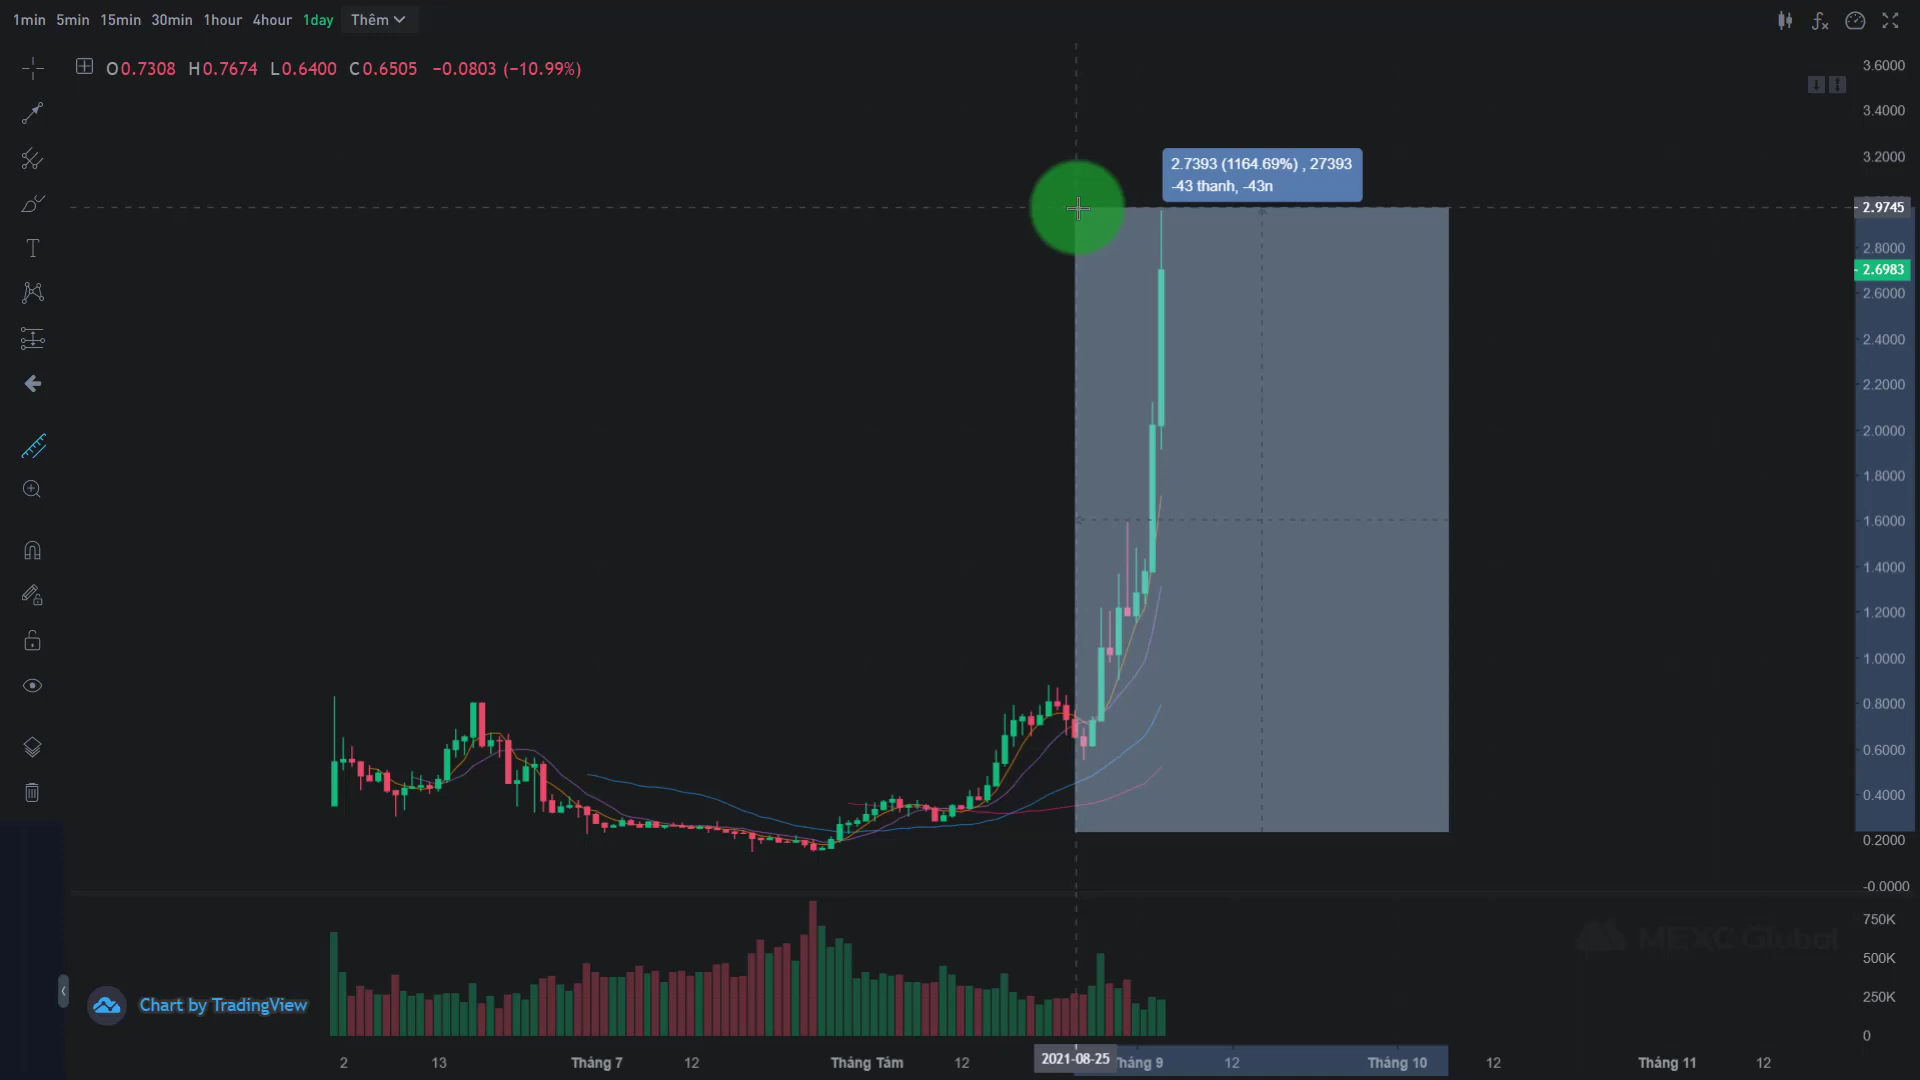 1min 5min 15min 30min 1hour 4hour 1day Thêm
O0.7308 H0.7674 L0.6400 C0.6505 −0.0803 (−10.99%)
3.6000
3.4000
3.2000
2.7393 (1164.69%) , 27393
-43 thanh, -43n
2.9745
2.8000
2.6983
2.6000
2.4000
2.2000
2.0000
1.8000
1.6000
1.4000
1.2000
1.0000
0.8000
0.6000
0.4000
0.2000
-0.0000
750K
MEXC Global
500K
250K
Chart by TradingView
0
2 13 Tháng 7 12 Tháng Tám 12 2021-08-25 háng 9 12 Tháng 10 12 Tháng 11 12